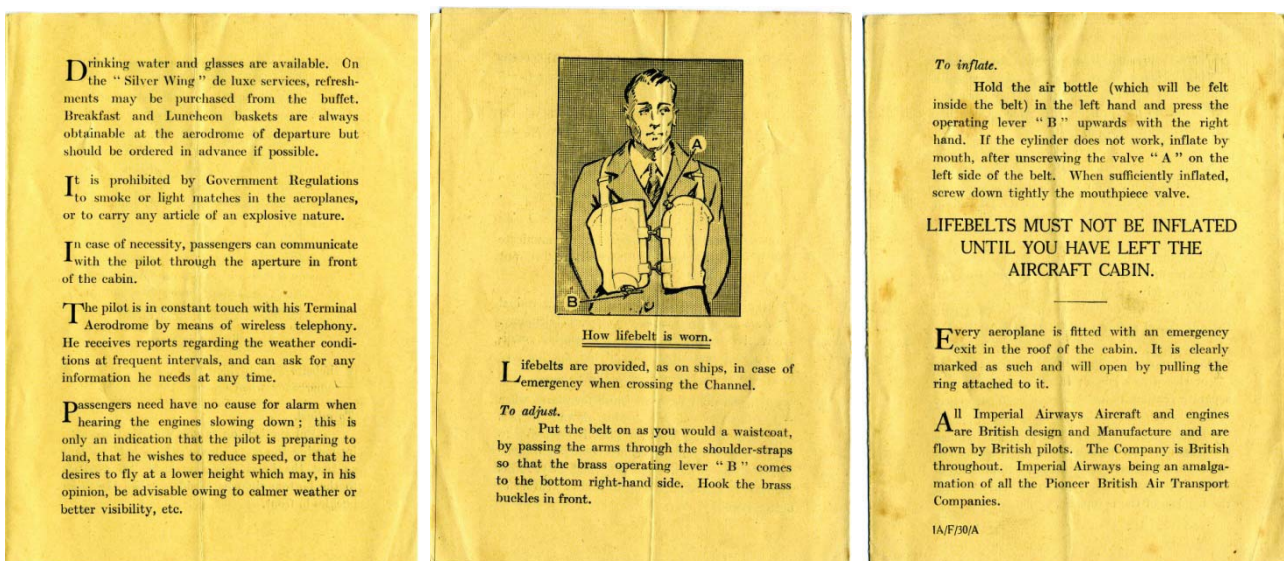 Drinking water and glasses are available. On
the " Silver Wing " de luxe services, refresh-
ments may be purchased from the buffet.
Breakfast and Luncheon baskets are always
obtainable at the aerodrome of departure but
should be ordered in advance if possible.
It is prohibited by Government Regulations
to smoke or light matches in the aeroplanes,
or to carry any article of an explosive nature.
In case of necessity, passengers can communicate
with the pilot through the aperture in front
of the cabin.
The pilot is in constant touch with his Terminal
Aerodrome by means of wireless telephony.
He receives reports regarding the weather condi-
tions at frequent intervals, and can ask for any
information he needs at any time.
Passengers need have no cause for alarm when
hearing the engines slowing down ; this is
only an indication that the pilot is preparing to
land, that he wishes to reduce speed, or that he
desires to fly at a lower height which may, in his
opinion, be advisable owing to calmer weather or
better visibility, etc.
A
B
How lifebelt is worn.
Lifebelts are provided, as on ships, in case of
emergency when crossing the Channel.
To adjust.
Put the belt on as you would a waistcoat,
by passing the arms through the shoulder-straps
so that the brass operating lever " B " comes
to the bottom right-hand side. Hook the brass
buckles in front.
To inflate.
Hold the air bottle (which will be felt
inside the belt) in the left hand and press the
operating lever " B " upwards with the right
hand. If the cylinder does not work, inflate by
mouth, after unscrewing the valve " A " on the
left side of the belt. When sufficiently inflated,
screw down tightly the mouthpiece valve.
LIFEBELTS MUST NOT BE INFLATED
UNTIL YOU HAVE LEFT THE
AIRCRAFT CABIN.
Every aeroplane is fitted with an emergency
exit in the roof of the cabin. It is clearly
marked as such and will open by pulling the
ring attached to it.
All Imperial Airways Aircraft and engines
are British design and Manufacture and are
flown by British pilots. The Company is British
throughout. Imperial Airways being an amalga-
mation of all the Pioneer British Air Transport
Companies.
IA/F/30/A